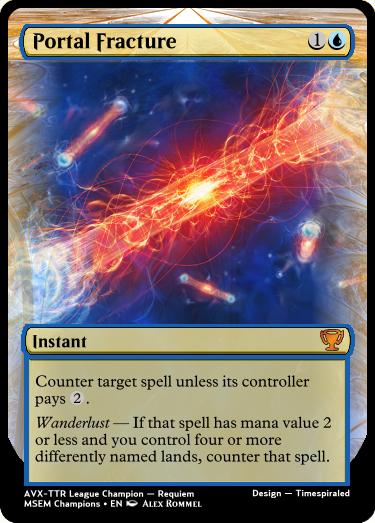 Portal Fracture 1
Instant
Counter target spell unless its controller
pays 2 .
Wanderlust — If that spell has mana value 2
or less and you control four or more
differently named lands, counter that spell.
AVX-TTR League Champion — Requiem Design — Timespiraled
MSEM Champions • EN ALEX ROMMEL